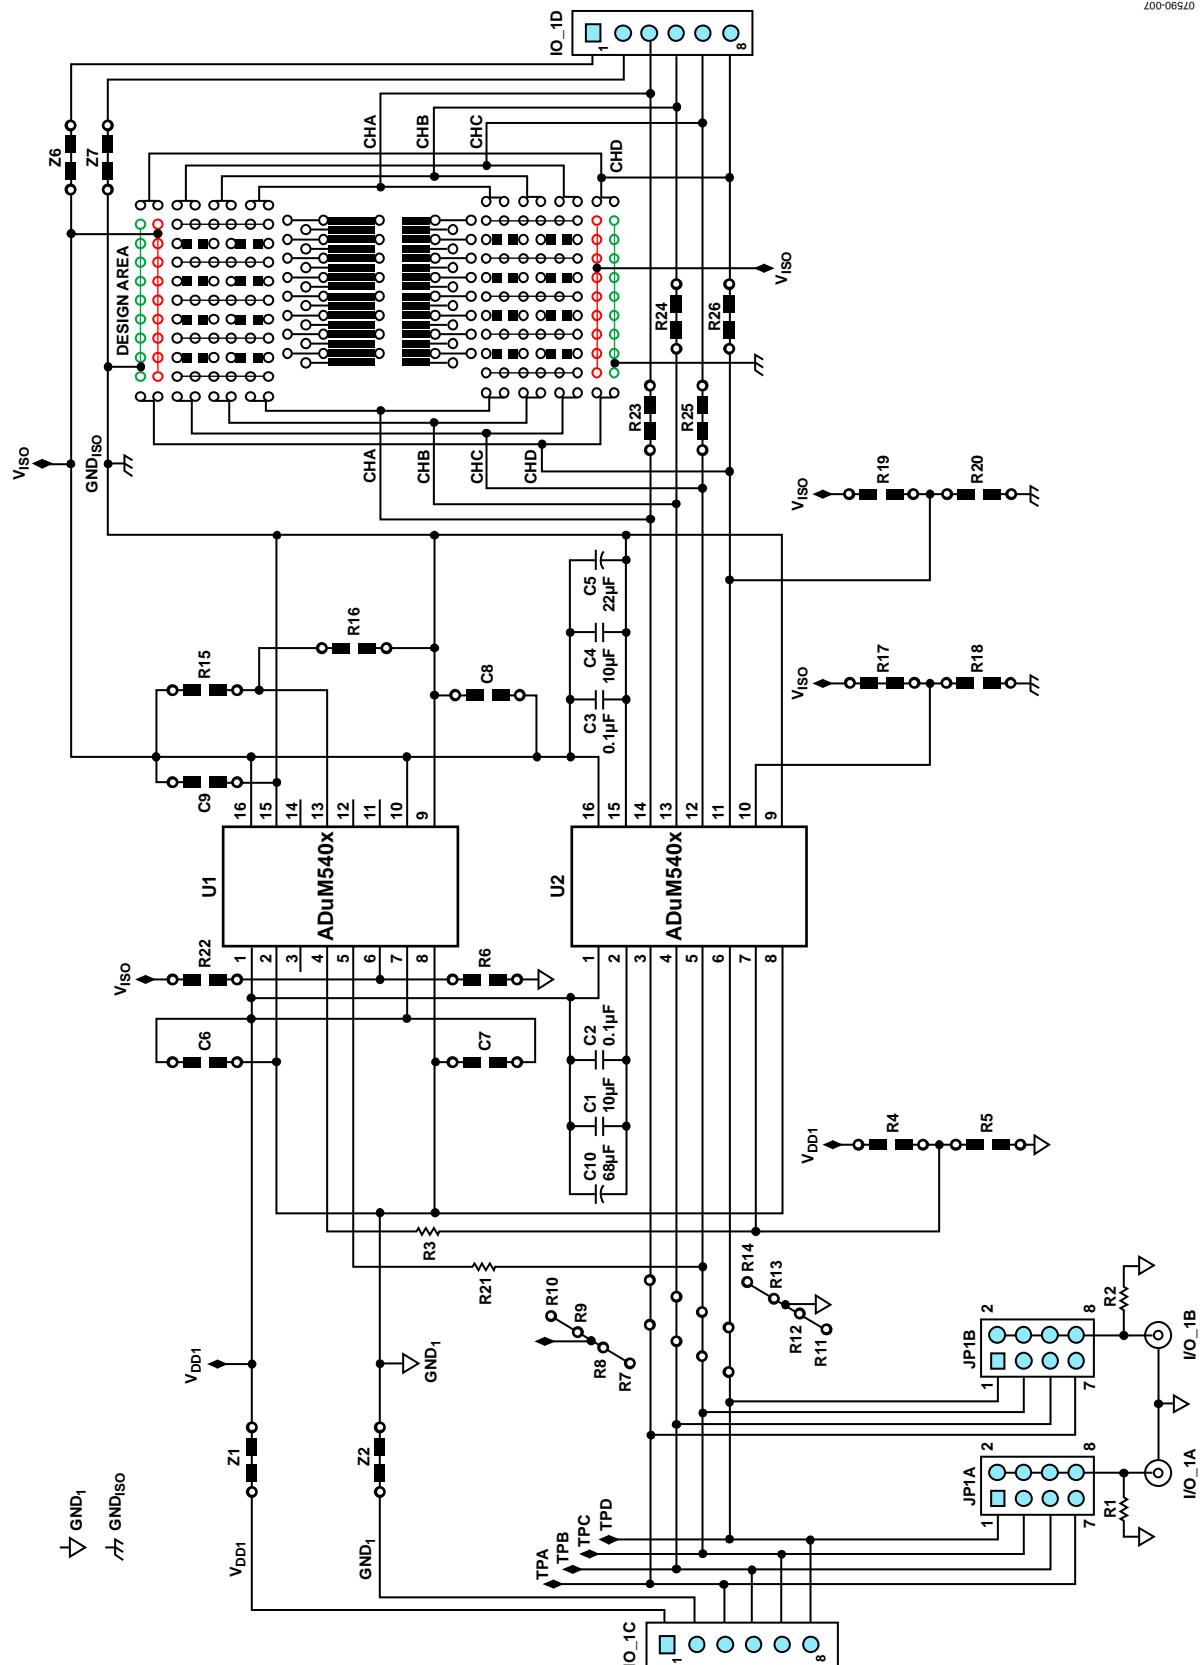 07590-007
IO_1D
1
8
Z6
Z7
CHA
CHB
CHC
CHD
DESIGN AREA
VISO
R24
R26
R23
R25
VISO
GNDISO
CHA
CHB
CHC
CHD
VISO
R19
R20
C5
22µF
C4
10µF
C3
0.1µF
R16
R15
C8
C9
VISO
R17
R18
16
15
14
13
12
11
10
9
U1
ADuM540x
1
2
3
4
5
6
7
8
16
15
14
13
12
11
10
9
U2
ADuM540x
1
2
3
4
5
6
7
8
VISO
R22
R6
C6
C7
C2
0.1µF
C1
10µF
C10
68µF
VDD1
R4
R5
R3
R21
R10
R9
R8
R7
R14
R13
R12
R11
VDD1
GND1
Z1
Z2
VDD1
GND1
GND1
GNDISO
TPA
TPB
TPC
TPD
JP1B
1
2
7
8
R2
I/O_1B
JP1A
1
2
7
8
R1
I/O_1A
IO_1C
1
8